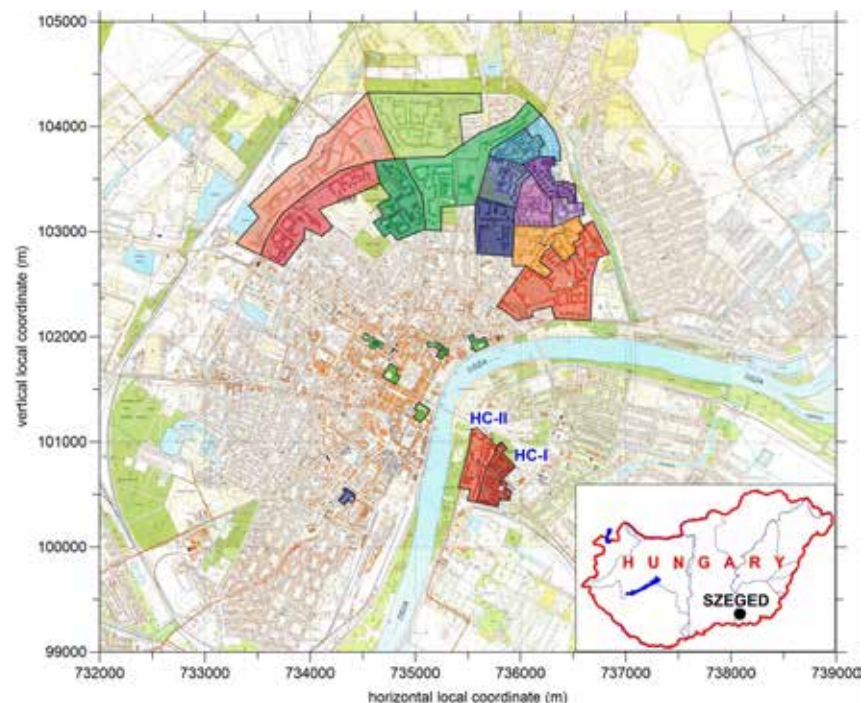 105000
104000
103000
102000
101000
100000
99000
vertical local coordinate (m)
HC-II
HC-I
HUNGARY
SZEGED
732000 733000 734000 735000 736000 737000 738000 739000
horizontal local coordinate (m)